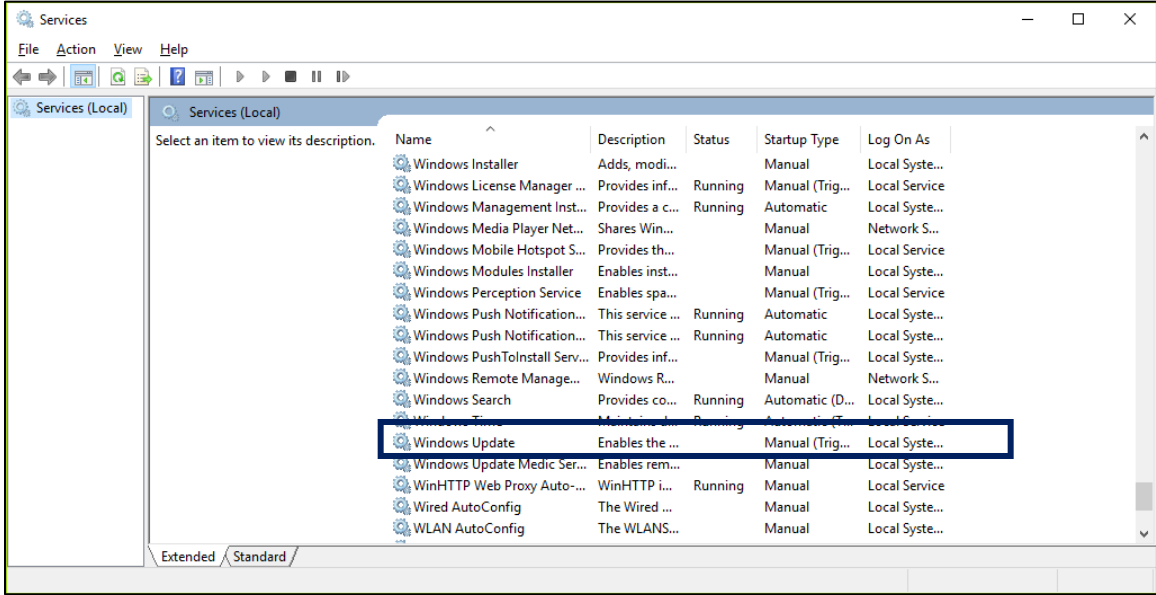 Services
File Action View Help
Services (Local)
Services (Local)
Select an item to view its description.
Name Description Status Startup Type Log On As
Windows Installer Adds, modi... Manual Local Syste...
Windows License Manager ... Provides inf... Running Manual (Trig... Local Service
Windows Management Inst... Provides a c... Running Automatic Local Syste...
Windows Media Player Net... Shares Win... Manual Network S...
Windows Mobile Hotspot S... Provides th... Manual (Trig... Local Service
Windows Modules Installer Enables inst... Manual Local Syste...
Windows Perception Service Enables spa... Manual (Trig... Local Service
Windows Push Notification... This service ... Running Automatic Local Syste...
Windows Push Notification... This service ... Running Automatic Local Syste...
Windows PushToInstall Serv... Provides inf... Manual (Trig... Local Syste...
Windows Remote Manage... Windows R... Manual Network S...
Windows Search Provides co... Running Automatic (D... Local Syste...
Windows Time Maintains d... Running Automatic (T... Local Service
Windows Update Enables the ... Manual (Trig... Local Syste...
Windows Update Medic Ser... Enables rem... Manual Local Syste...
WinHTTP Web Proxy Auto-... WinHTTP i... Running Manual Local Service
Wired AutoConfig The Wired ... Manual Local Syste...
WLAN AutoConfig The WLANS... Manual Local Syste...
Extended Standard